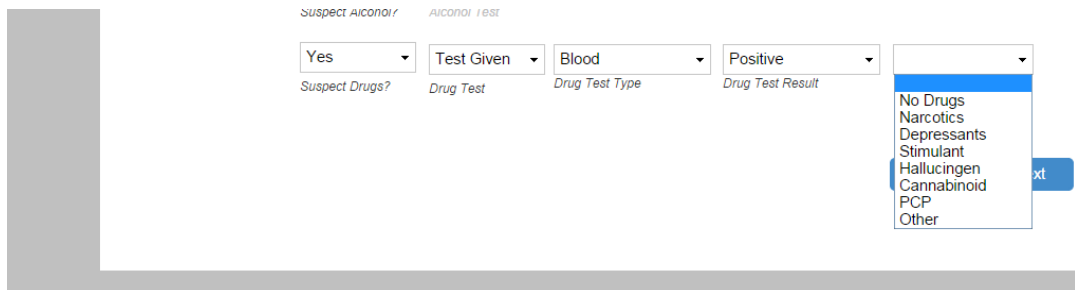 Suspect Alcohol? Alcohol Test
Yes Test Given Blood Positive
Suspect Drugs? Drug Test Drug Test Type Drug Test Result
No Drugs
Narcotics
Depressants
Stimulant
Hallucingen
xt
Cannabinoid
PCP
Other